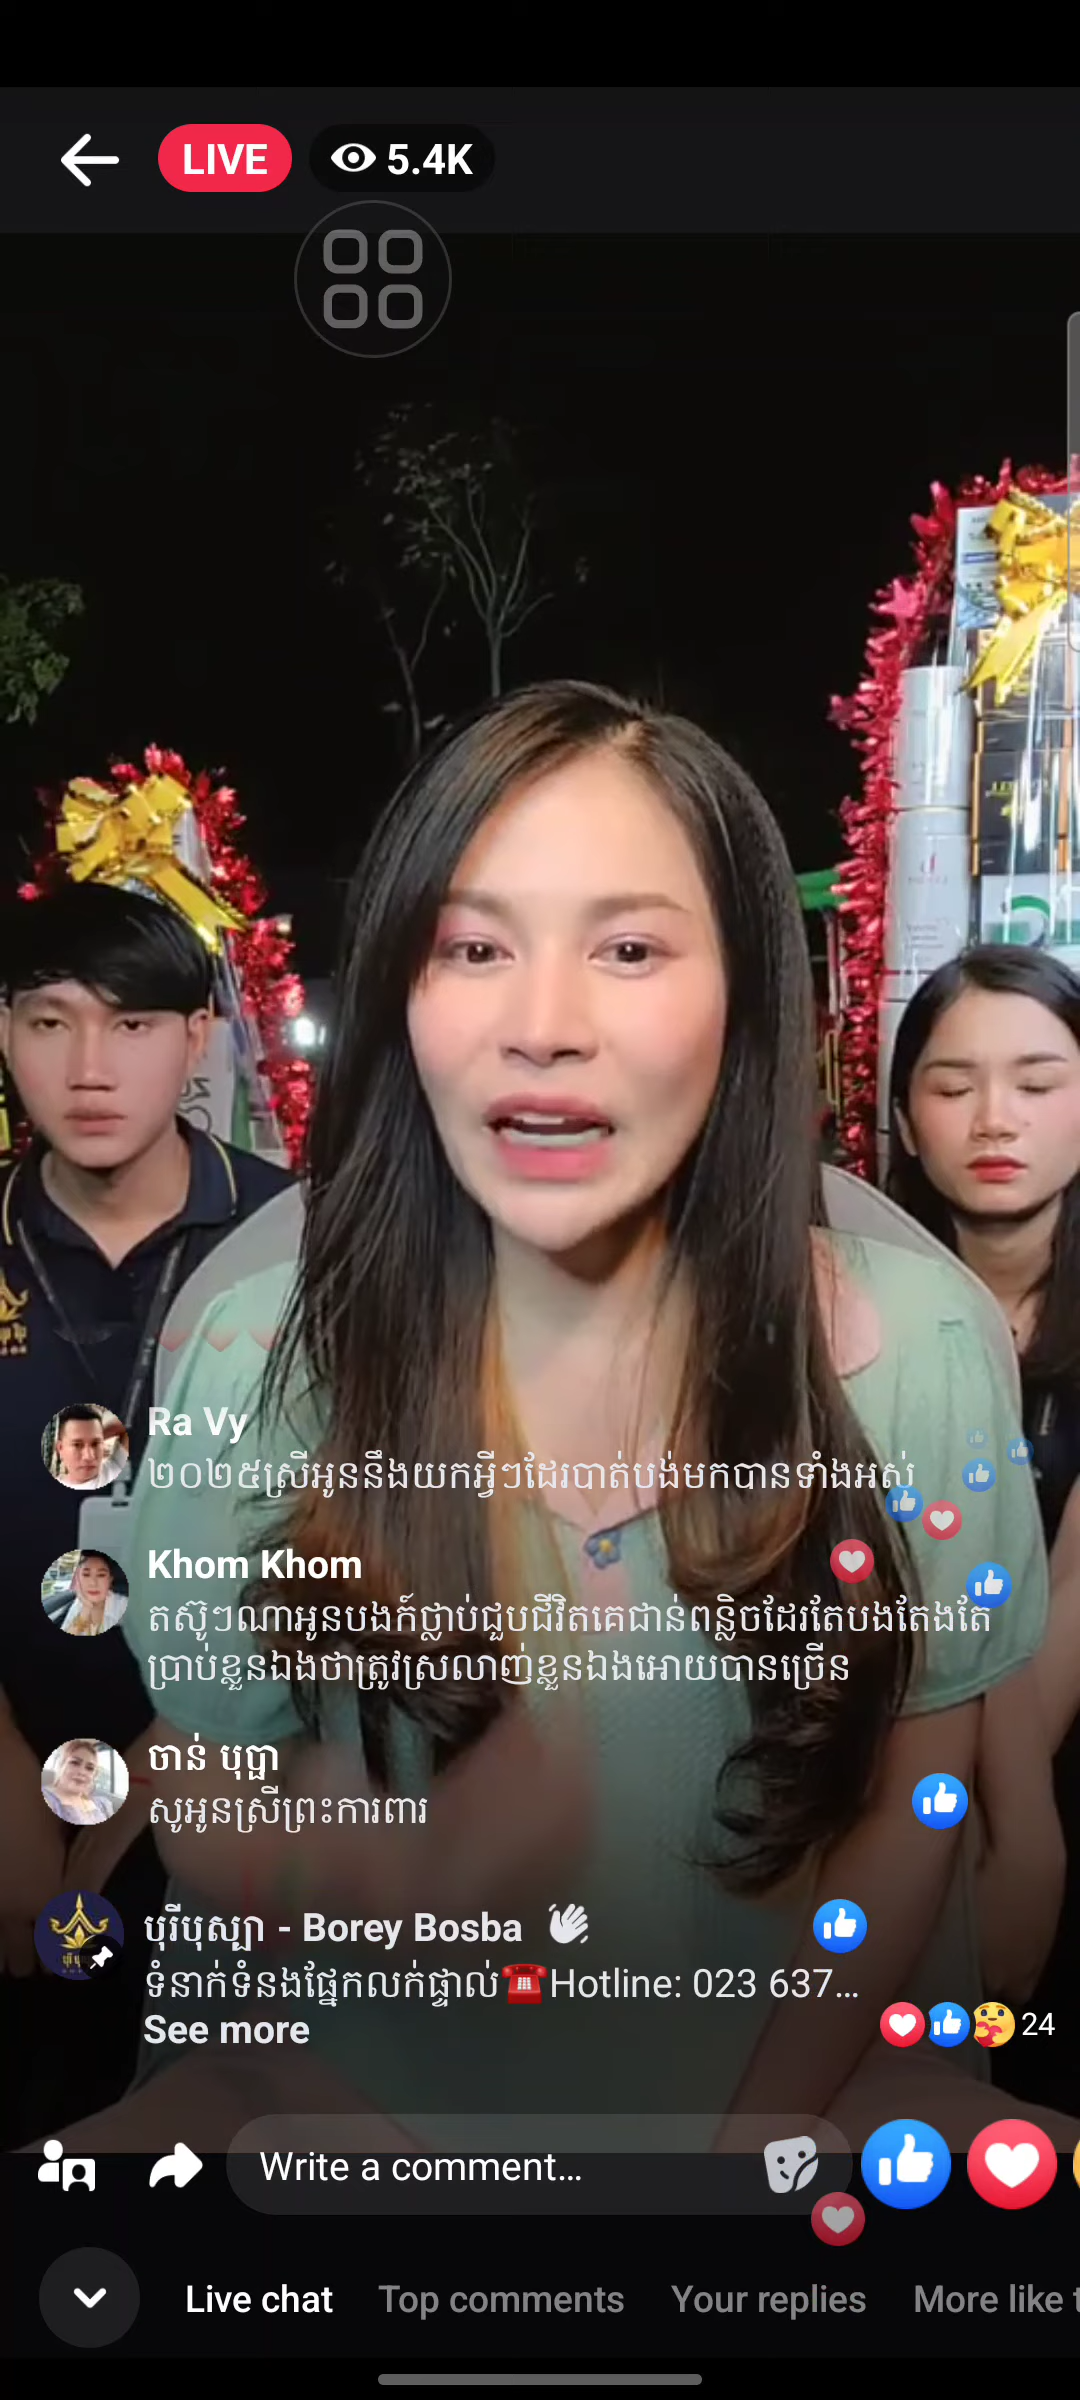 LIVE
5.4K
Ra Vy
២០២៥ស្រីអូននឹងយកអ្វីៗដែរបាត់បង់មកបានទាំងអស់
Khom Khom
តស៊ូៗណាអូនបងក៍ថ្លាប់ជួបជីវិតគេជាន់ពន្លិចដែរតែបងតែងតែ
ប្រាប់ខ្លួនឯងថាត្រូវស្រលាញ់ខ្លួនឯងអោយបានច្រើន
ចាន់ បុប្ផា
សូអូនស្រីព្រះការពារ
បុរីបុស្បា - Borey Bosba 👋
ទំនាក់ទំនងផ្នែកលក់ផ្ទាល់☎️Hotline: 023 637...
See more
24
Write a comment...
Live chat Top comments Your replies More like t